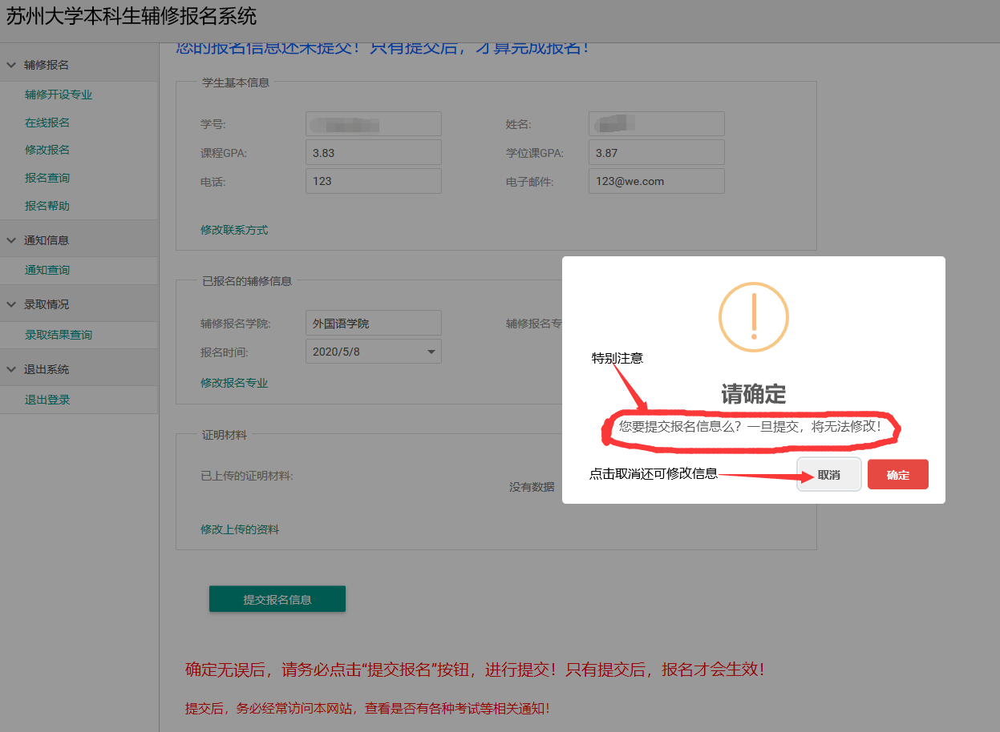 苏州大学本科生辅修报名系统
辅修报名
辅修开设专业
在线报名
修改报名
报名查询
报名帮助
通知信息
通知查询
录取情况
录取结果查询
退出系统
退出登录
您的报名信息还未提交！只有提交后，才算完成报名！
学生基本信息
学号: 姓名:
课程GPA: 3.83 学位课GPA: 3.87
电话: 123 电子邮件: 123@we.com
修改联系方式
已报名的辅修信息
辅修报名学院: 外国语学院 辅修报名专
报名时间: 2020/5/8
修改报名专业
证明材料
已上传的证明材料:
没有数据
修改上传的资料
提交报名信息
特别注意
请确定
您要提交报名信息么？一旦提交，将无法修改！
点击取消还可修改信息
取消 确定
确定无误后，请务必点击“提交报名”按钮，进行提交！只有提交后，报名才会生效！
提交后，务必经常访问本网站，查看是否有各种考试等相关通知！